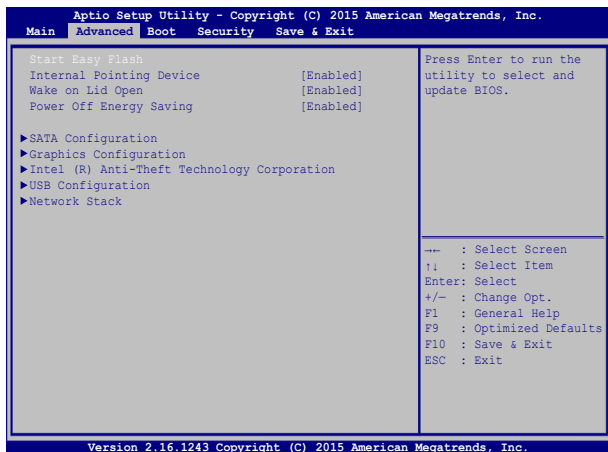 Aptio Setup Utility - Copyright (C) 2015 American Megatrends, Inc.
Main Advanced Boot Security Save & Exit
Start Easy Flash
Internal Pointing Device [Enabled]
Wake on Lid Open [Enabled]
Power Off Energy Saving [Enabled]
▶SATA Configuration
▶Graphics Configuration
▶Intel (R) Anti-Theft Technology Corporation
▶USB Configuration
▶Network Stack
Press Enter to run the
utility to select and
update BIOS.
→← : Select Screen
↑↓ : Select Item
Enter: Select
+/— : Change Opt.
F1 : General Help
F9 : Optimized Defaults
F10 : Save & Exit
ESC : Exit
Version 2.16.1243 Copyright (C) 2015 American Megatrends, Inc.